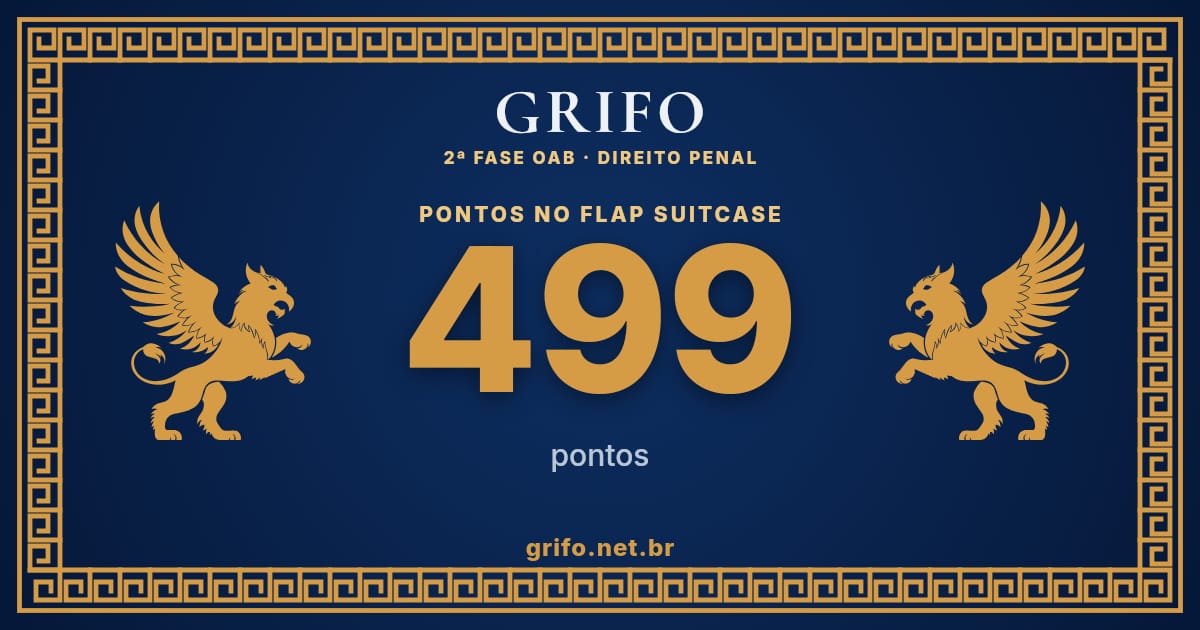 GRIFO
2ª FASE OAB · DIREITO PENAL
PONTOS NO FLAP SUITCASE
499
pontos
grifo.net.br